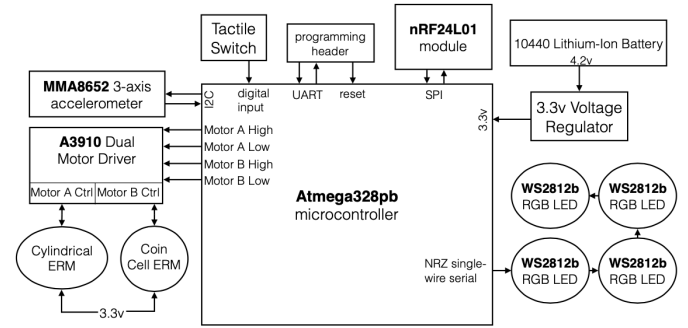 Tactile
Switch
programming
header
nRF24L01
module
10440 Lithium-Ion Battery
4.2v
MMA8652 3-axis
accelerometer
I2C
digital
input
UART
reset
SPI
3.3v
3.3v Voltage
Regulator
A3910 Dual
Motor Driver
Motor A Ctrl
Motor B Ctrl
Motor A High
Motor A Low
Motor B High
Motor B Low
Atmega328pb
microcontroller
Cylindrical
ERM
Coin
Cell ERM
3.3v
NRZ single-
wire serial
WS2812b
RGB LED
WS2812b
RGB LED
WS2812b
RGB LED
WS2812b
RGB LED